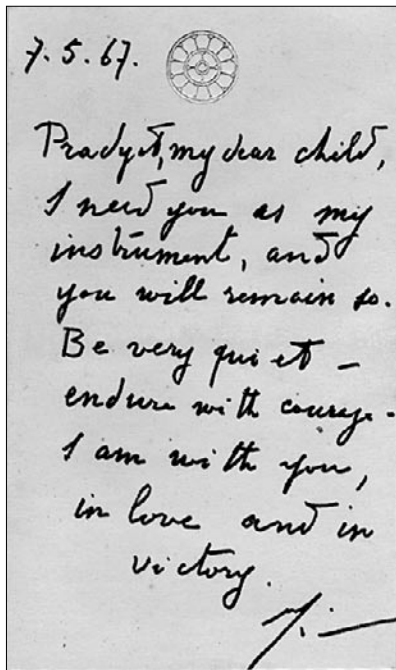 7.5.67.
Pradyot, my dear child,
I need you as my
instrument, and
you will remain so.
Be very quiet –
endure with courage -
I am with you,
in love and in
victory.